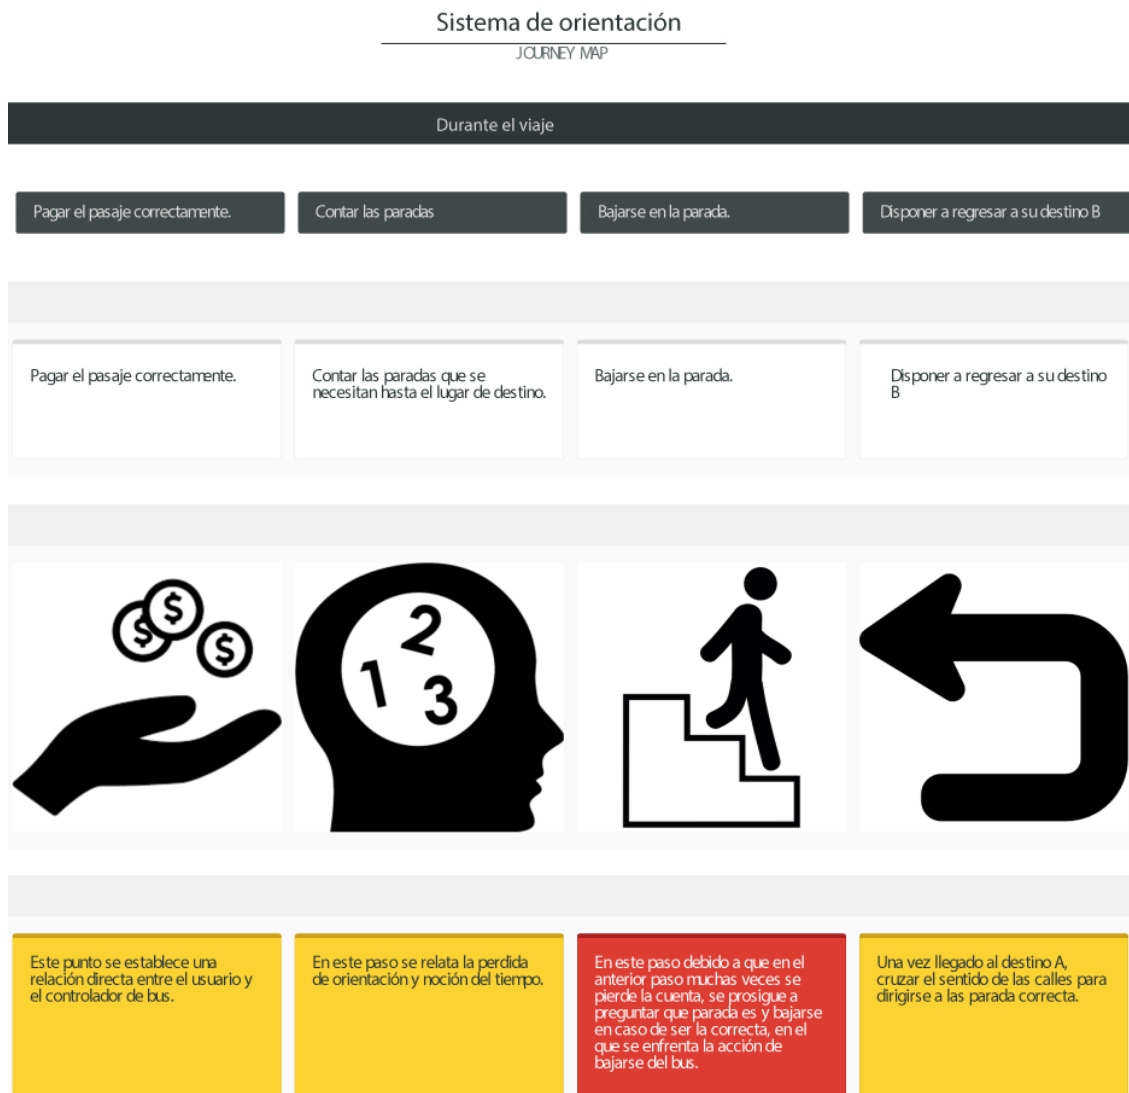 Sistema de orientación
JOURNEY MAP
Durante el viaje
Pagar el pasaje correctamente.
Contar las paradas
Bajarse en la parada.
Disponer a regresar a su destino B
Pagar el pasaje correctamente.
Contar las paradas que se
necesitan hasta el lugar de destino.
Bajarse en la parada.
Disponer a regresar a su destino
B
$
$
$
1
2
3
Este punto se establece una
relación directa entre el usuario y
el controlador de bus.
En este paso se relata la perdida
de orientación y noción del tiempo.
En este paso debido a que en el
anterior paso muchas veces se
pierde la cuenta, se prosigue a
preguntar que parada es y bajarse
en caso de ser la correcta, en el
que se enfrenta la acción de
bajarse del bus.
Una vez llegado al destino A,
cruzar el sentido de las calles para
dirigirse a las parada correcta.